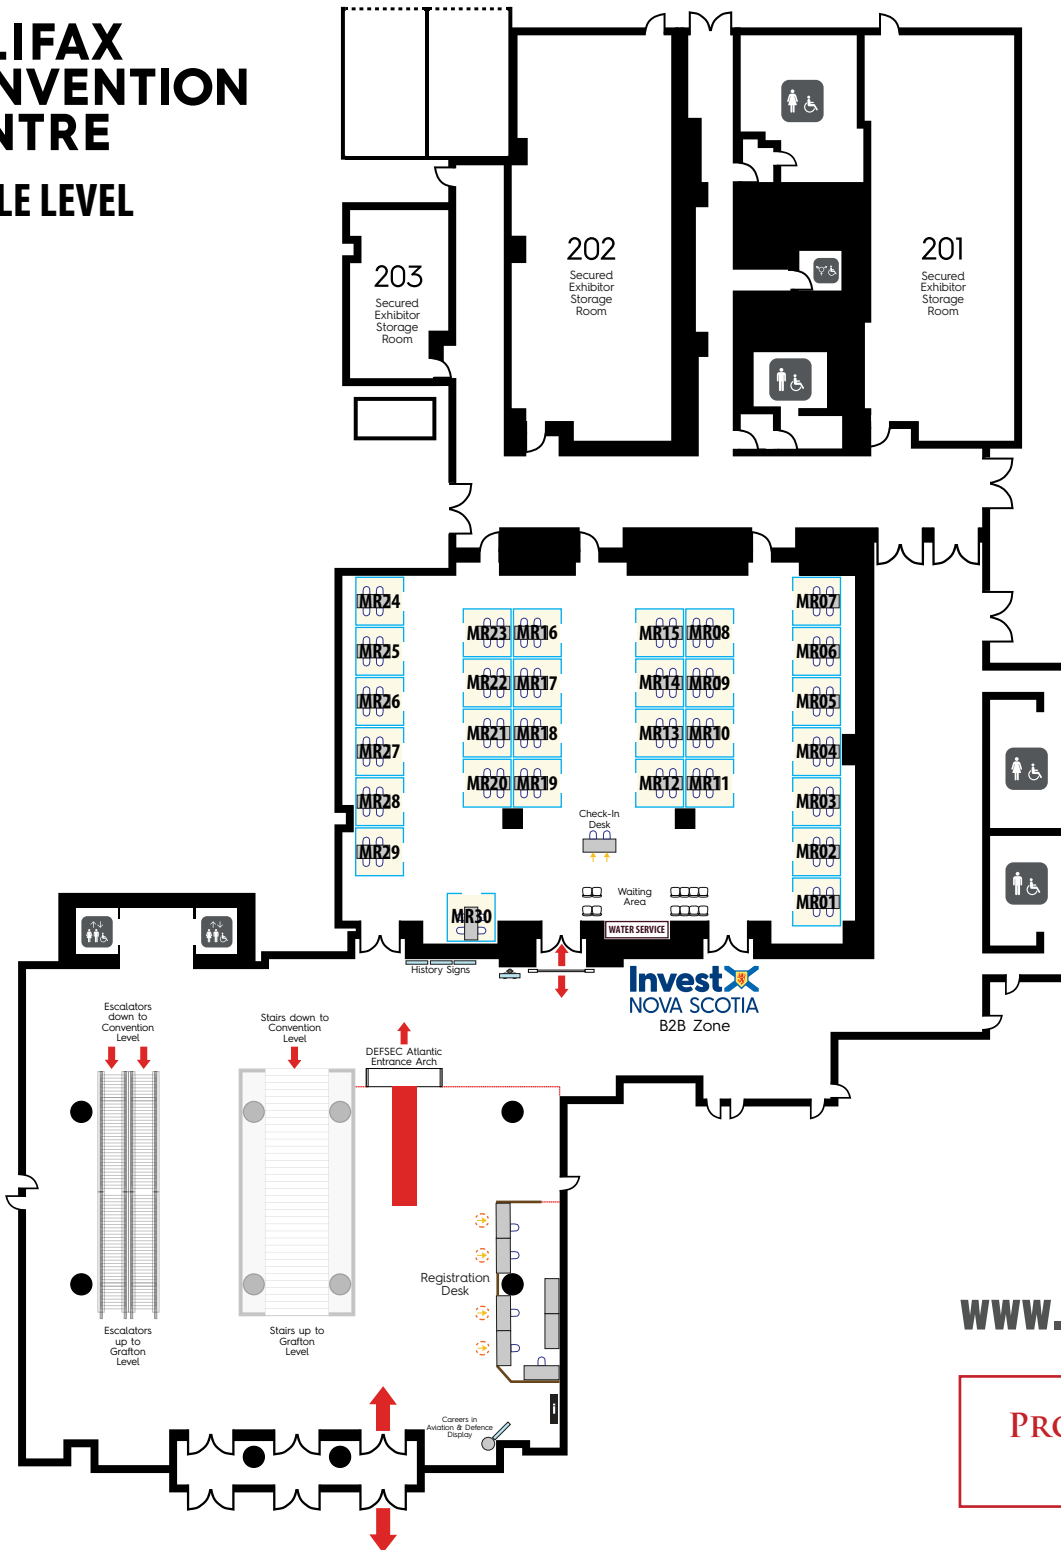 LIFAX
NVENTION
NTRE
LE LEVEL
203
Secured
Exhibitor
Storage
Room
202
Secured
Exhibitor
Storage
Room
201
Secured
Exhibitor
Storage
Room
MR24
MR25
MR26
MR27
MR28
MR29
MR30
MR23 MR16
MR22 MR17
MR21 MR18
MR20 MR19
MR15 MR08
MR14 MR09
MR13 MR10
MR12 MR11
MR07
MR06
MR05
MR04
MR03
MR02
MR01
Check-In
Desk
Waiting
Area
WATER SERVICE
History Signs
Invest
NOVA SCOTIA
B2B Zone
Escalators
down to
Convention
Level
Stairs down to
Convention
Level
DEFSEC Atlantic
Entrance Arch
Registration
Desk
Escalators
up to
Grafton
Level
Stairs up to
Grafton
Level
Careers in
Aviation & Defence
Display
i
www.
PRO